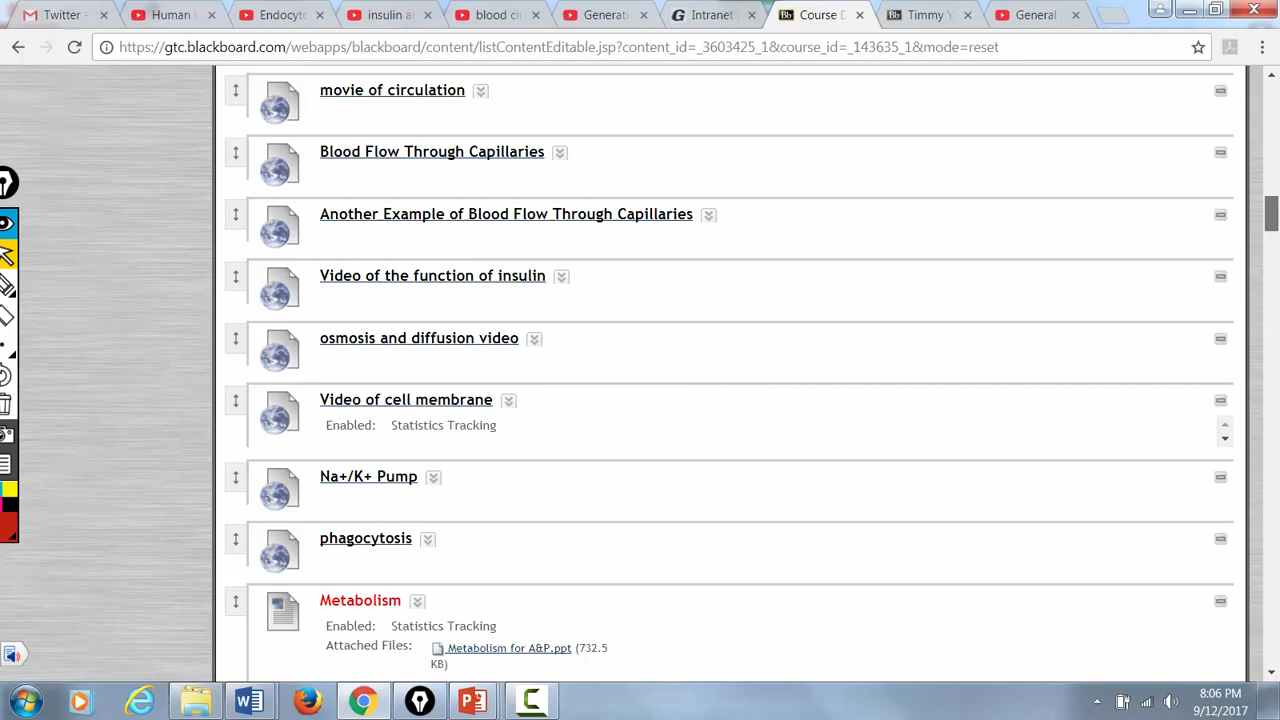 Twitter -
Human
Endocyt
insulin a
blood ci
Generati
Intranet
Course D
Timmy
General
https://gtc.blackboard.com/webapps/blackboard/content/listContentEditable.jsp?content_id=_3603425_1&course_id=_143635_1&mode=reset
movie of circulation
Blood Flow Through Capillaries
Another Example of Blood Flow Through Capillaries
Video of the function of insulin
osmosis and diffusion video
Video of cell membrane
Enabled: Statistics Tracking
Na+/K+ Pump
phagocytosis
Metabolism
Enabled: Statistics Tracking
Attached Files: Metabolism for A&P.ppt (732.5
KB)
8:06 PM
9/12/2017